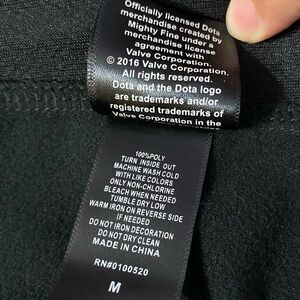 Officially licensed Dota
merchandise created by
Mighty Fine under a
merchandise license
agreement with
Valve Corporation.
© 2016 Valve Corporation.
All rights reserved.
Dota and the Dota logo
are trademarks and/or
registered trademarks of
Valve Corporation in the
100%POLY
TURN INSIDE OUT
MACHINE WASH COLD
WITH LIKE COLORS
ONLY NON-CHLORINE
BLEACH WHEN NEEDED
TUMBLE DRY LOW
WARM IRON ON REVERSE SIDE
IF NEEDED
DO NOT IRON DECORATION
DO NOT DRY CLEAN
MADE IN CHINA
RN#0100520
M